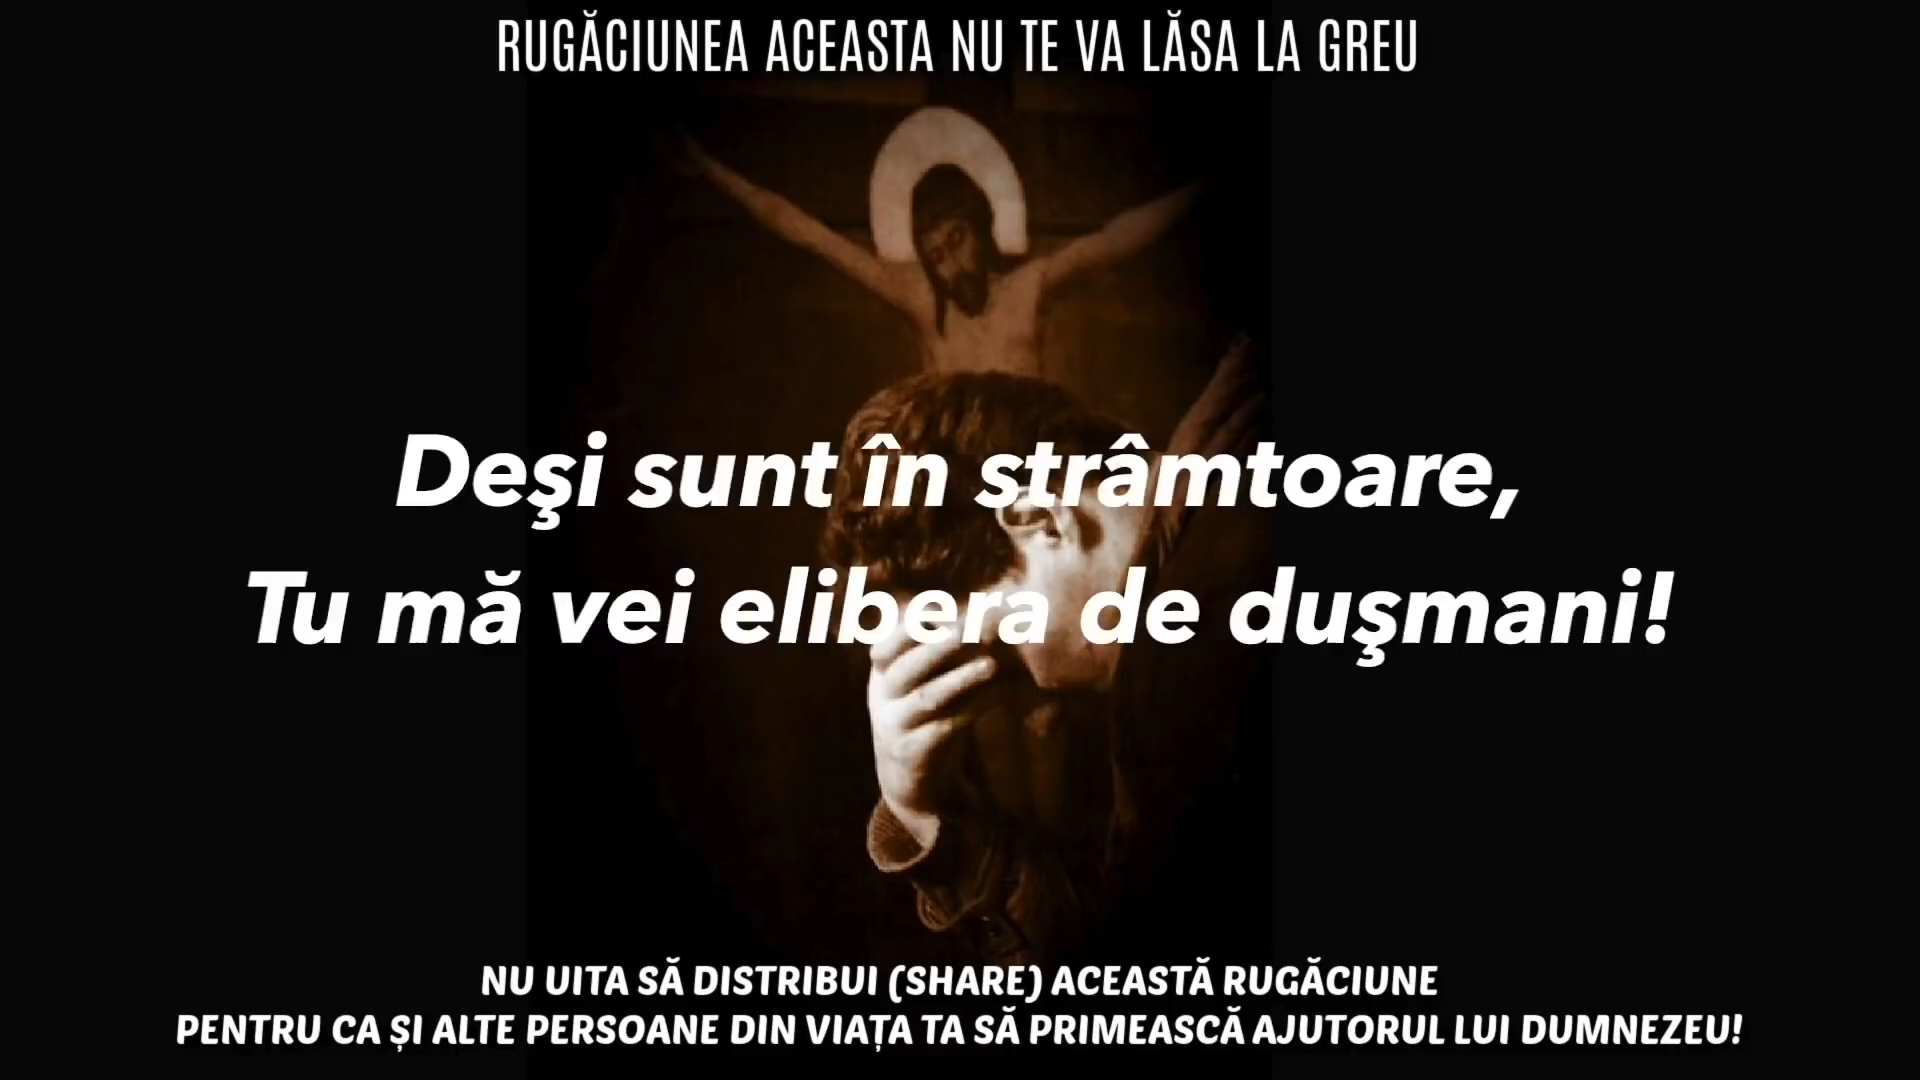 RUGĂCIUNEA ACEASTA NU TE VA LĂSA LA GREU
Deşi sunt în strâmtoare,
Tu mă vei elibera de duşmani!
NU UITA SĂ DISTRIBUI (SHARE) ACEASTĂ RUGĂCIUNE
PENTRU CA ȘI ALTE PERSOANE DIN VIAȚA TA SĂ PRIMEASCĂ AJUTORUL LUI DUMNEZEU!